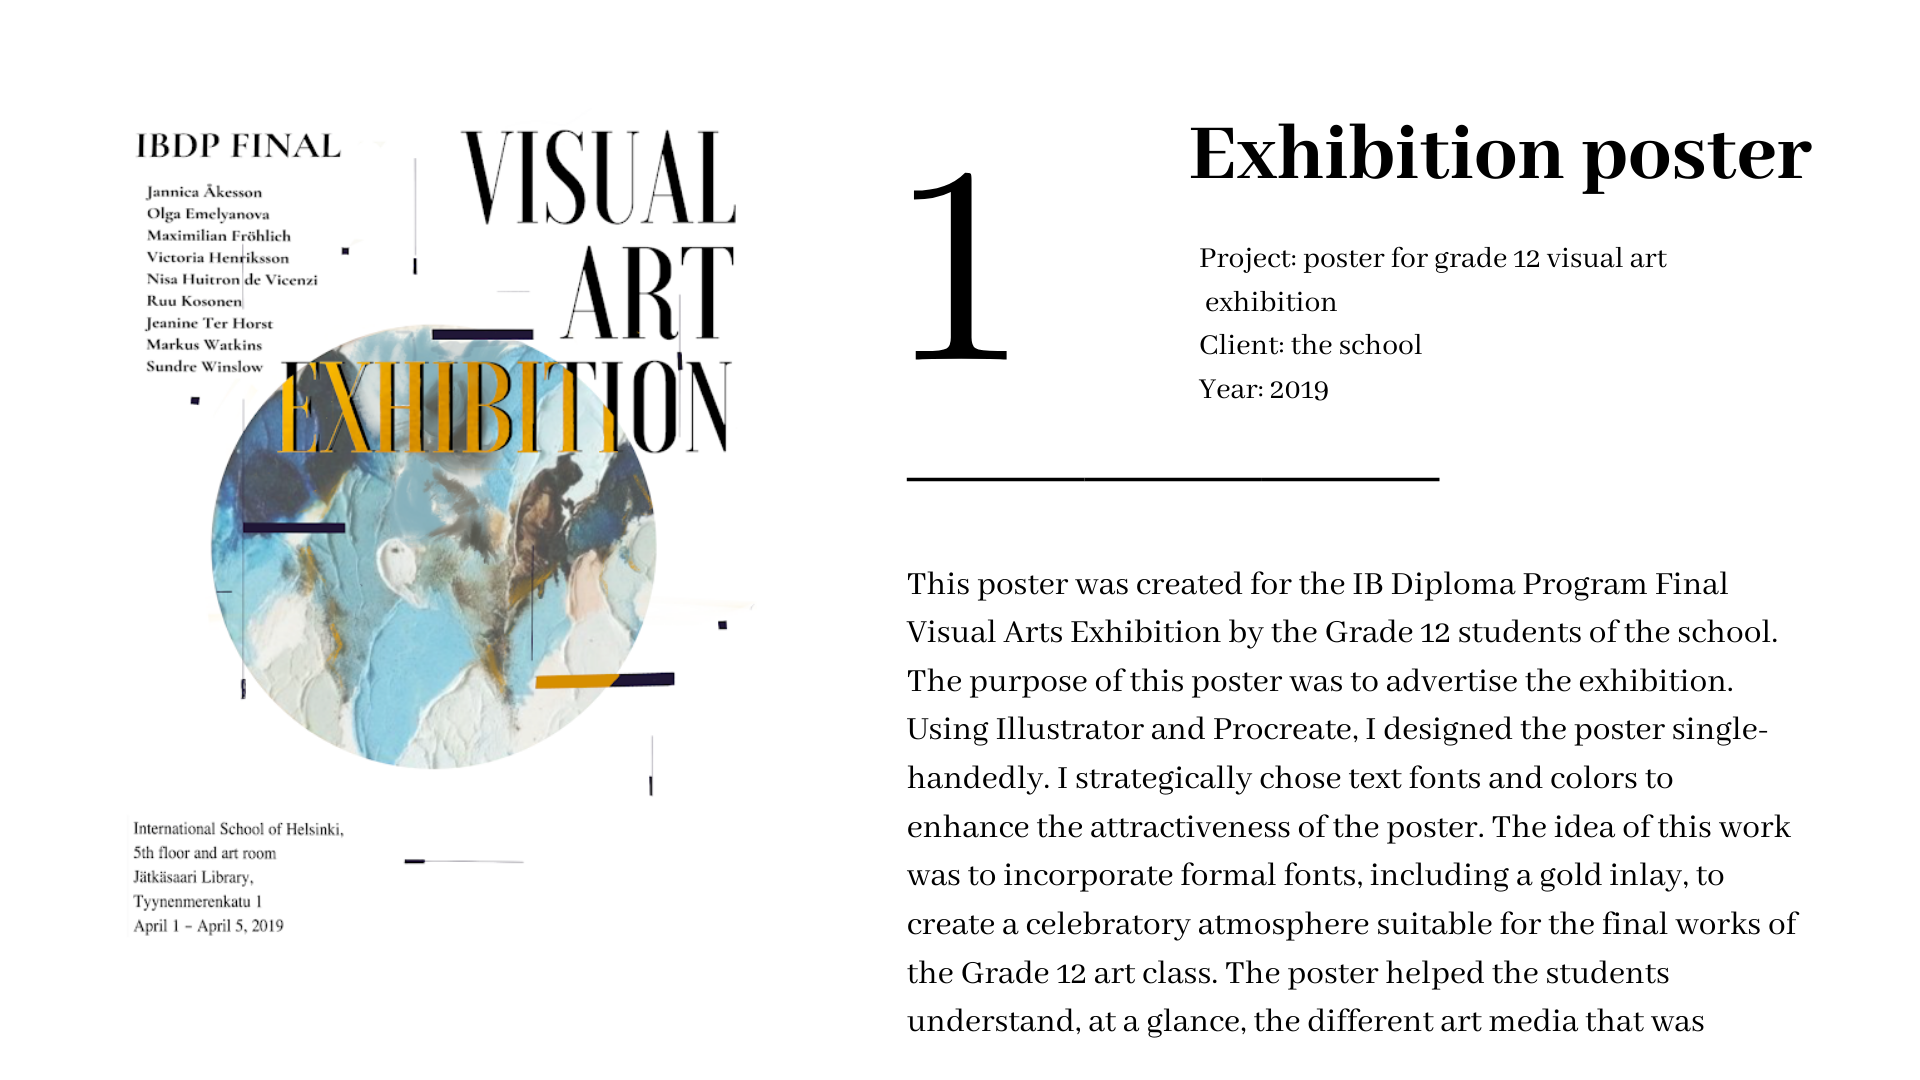 IBDP FINAL
Jannica Åkesson
Olga Emelyanova
Maximilian Fröhlich
Victoria Henriksson
Nisa Huitron de Vicenzi
Ruu Kosonen
Jeanine Ter Horst
Markus Watkins
Sundre Winslow
VISUAL
ART
EXHIBITION
International School of Helsinki,
5th floor and art room
Jätkäsaari Library,
Tyynenmerenkatu 1
April 1 – April 5, 2019
1
Exhibition poster
Project: poster for grade 12 visual art
exhibition
Client: the school
Year: 2019
This poster was created for the IB Diploma Program Final
Visual Arts Exhibition by the Grade 12 students of the school.
The purpose of this poster was to advertise the exhibition.
Using Illustrator and Procreate, I designed the poster single-
handedly. I strategically chose text fonts and colors to
enhance the attractiveness of the poster. The idea of this work
was to incorporate formal fonts, including a gold inlay, to
create a celebratory atmosphere suitable for the final works of
the Grade 12 art class. The poster helped the students
understand, at a glance, the different art media that was